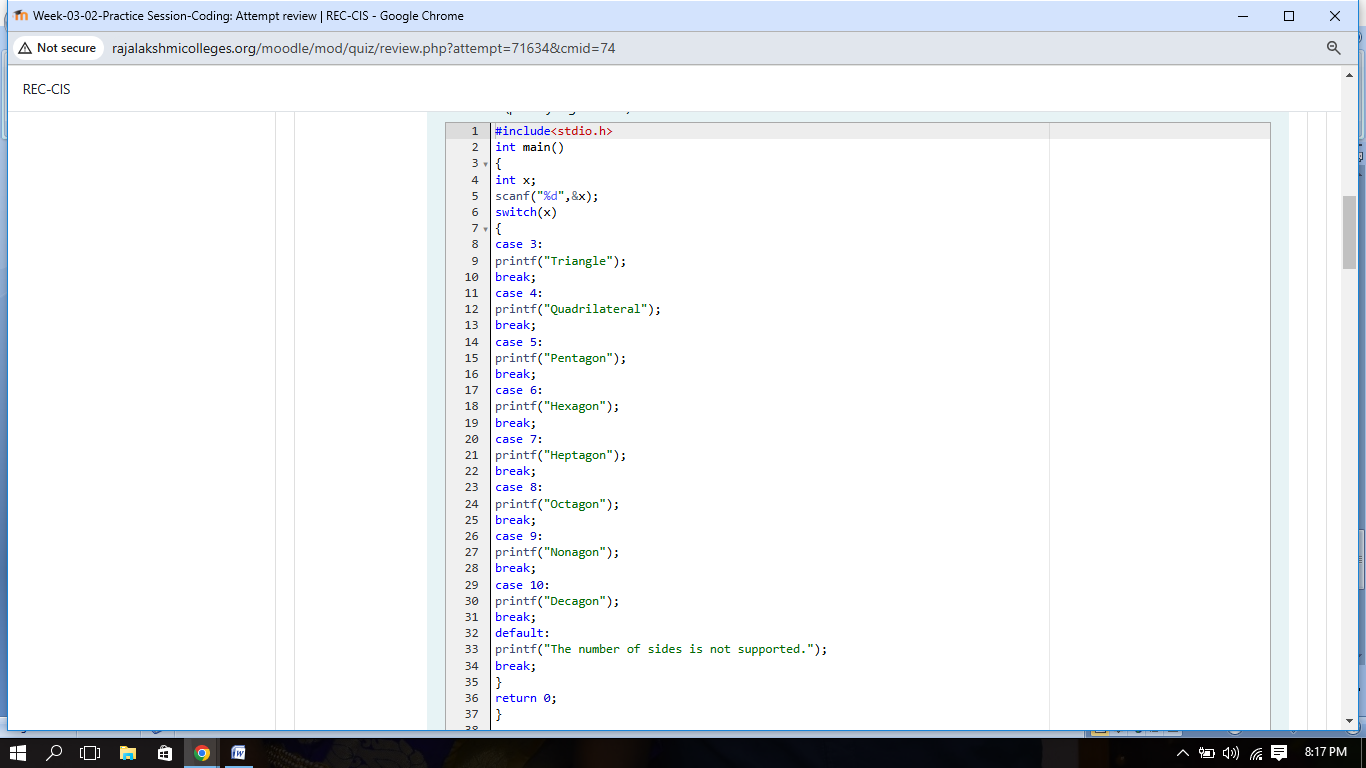 Week-03-02-Practice Session-Coding: Attempt review | REC-CIS - Google Chrome
Not secure rajalakshmicolleges.org/moodle/mod/quiz/review.php?attempt=71634&cmid=74
REC-CIS
1 #include<stdio.h>
2 int main()
3 {
4 int x;
5 scanf("%d",&x);
6 switch(x)
7 {
8 case 3:
9 printf("Triangle");
10 break;
11 case 4:
12 printf("Quadrilateral");
13 break;
14 case 5:
15 printf("Pentagon");
16 break;
17 case 6:
18 printf("Hexagon");
19 break;
20 case 7:
21 printf("Heptagon");
22 break;
23 case 8:
24 printf("Octagon");
25 break;
26 case 9:
27 printf("Nonagon");
28 break;
29 case 10:
30 printf("Decagon");
31 break;
32 default:
33 printf("The number of sides is not supported.");
34 break;
35 }
36 return 0;
37 }
38
8:17 PM